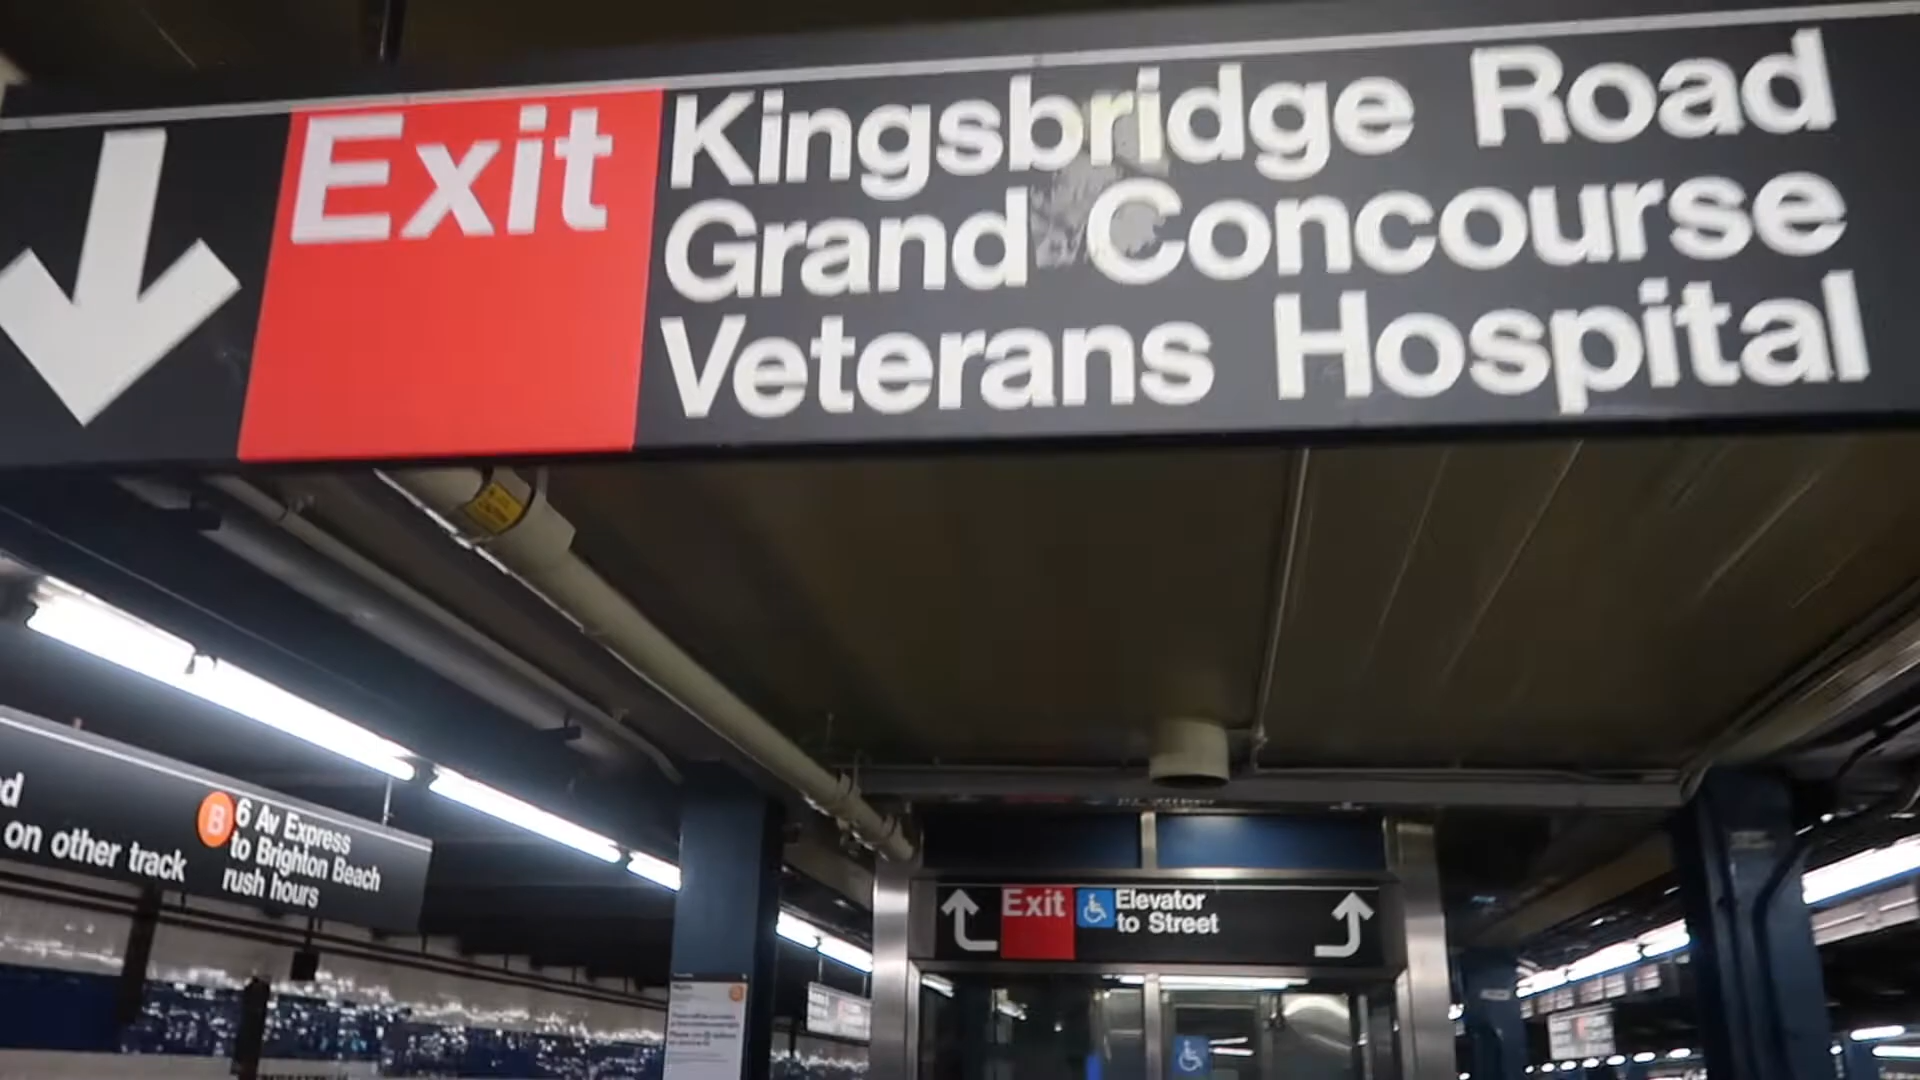 Exit
Kingsbridge Road
Grand Concourse
Veterans Hospital
on other track
B
6 Av Express
to Brighton Beach
rush hours
Exit
Elevator
to Street